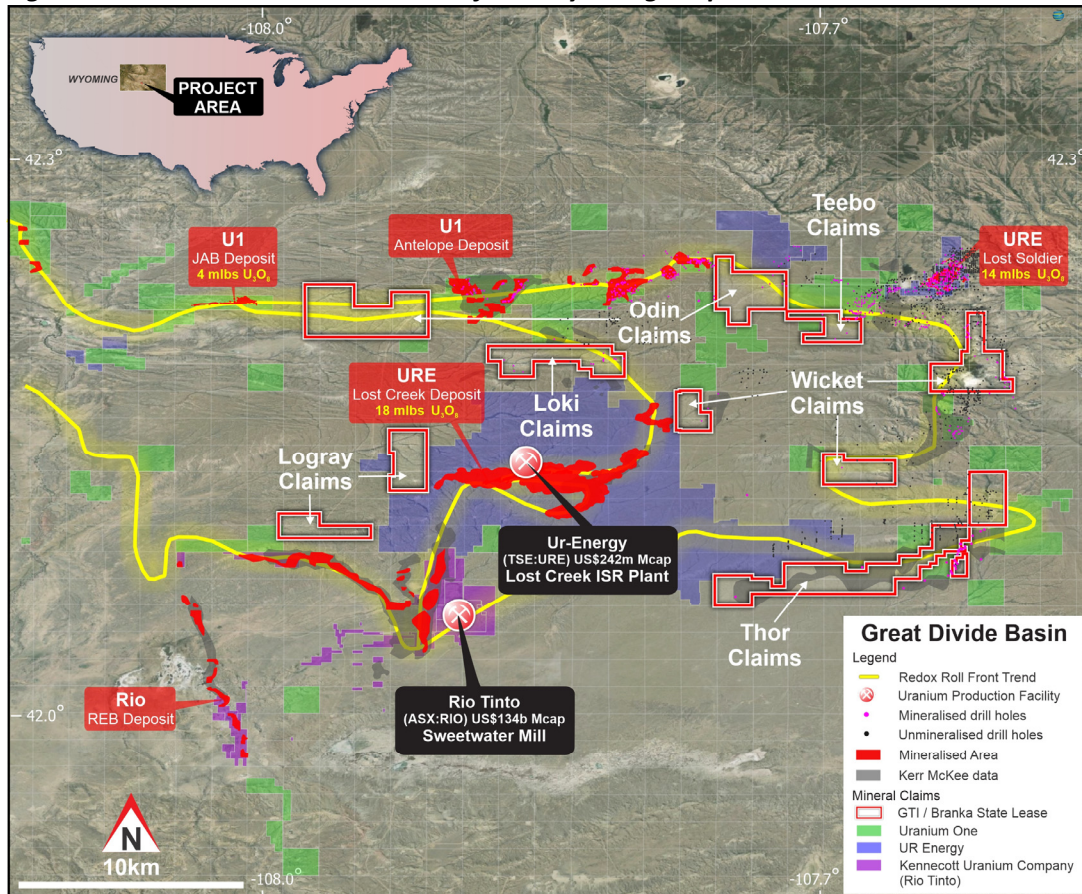 -108.0°
-107.7°
WYOMING
PROJECT
AREA
42.3°
42.3°
Teebo
Claims
U1
JAB Deposit
4 mlbs U₃O₈
U1
Antelope Deposit
URE
Lost Soldier
14 mlbs U₃O₈
Odin
Claims
URE
Lost Creek Deposit
18 mlbs U₃O₈
Loki
Claims
Wicket
Claims
Logray
Claims
Ur-Energy
(TSE:URE) US$242m Mcap
Lost Creek ISR Plant
Thor
Claims
Rio
REB Deposit
Rio Tinto
(ASX:RIO) US$134b Mcap
Sweetwater Mill
42.0°
N
10km
-108.0°
-107.7°
Great Divide Basin
Legend
Redox Roll Front Trend
Uranium Production Facility
Mineralised drill holes
Unmineralised drill holes
Mineralised Area
Kerr McKee data
Mineral Claims
GTI / Branka State Lease
Uranium One
UR Energy
Kennecott Uranium Company
(Rio Tinto)